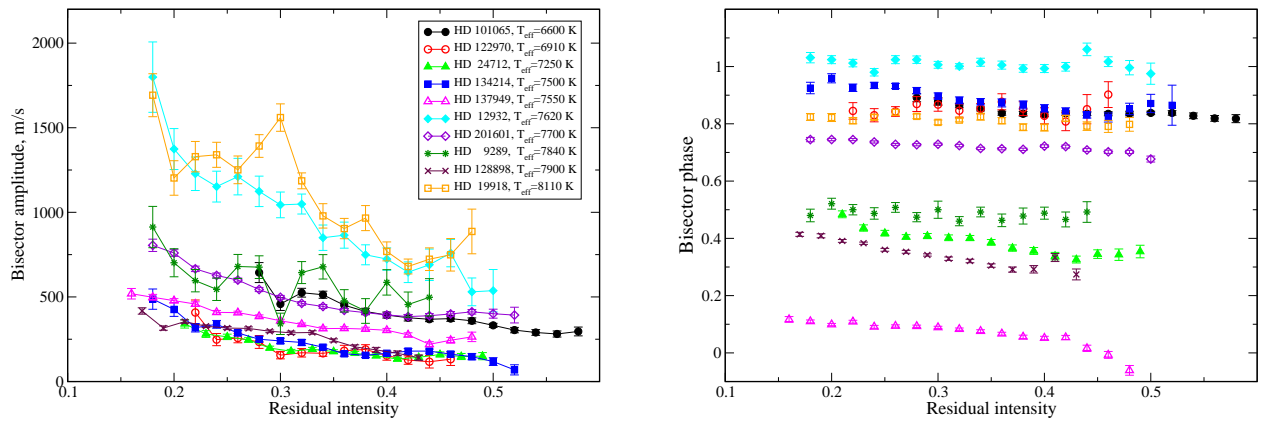 2000
1500
1000
500
0
Bisector amplitude, m/s
HD 101065, Teff=6600 K
HD 122970, Teff=6910 K
HD 24712, Teff=7250 K
HD 134214, Teff=7500 K
HD 137949, Teff=7550 K
HD 12932, Teff=7620 K
HD 201601, Teff=7700 K
HD 9289, Teff=7840 K
HD 128898, Teff=7900 K
HD 19918, Teff=8110 K
0.1 0.2 0.3 0.4 0.5
Residual intensity
1
0.8
0.6
0.4
0.2
0
Bisector phase
0.1 0.2 0.3 0.4 0.5
Residual intensity